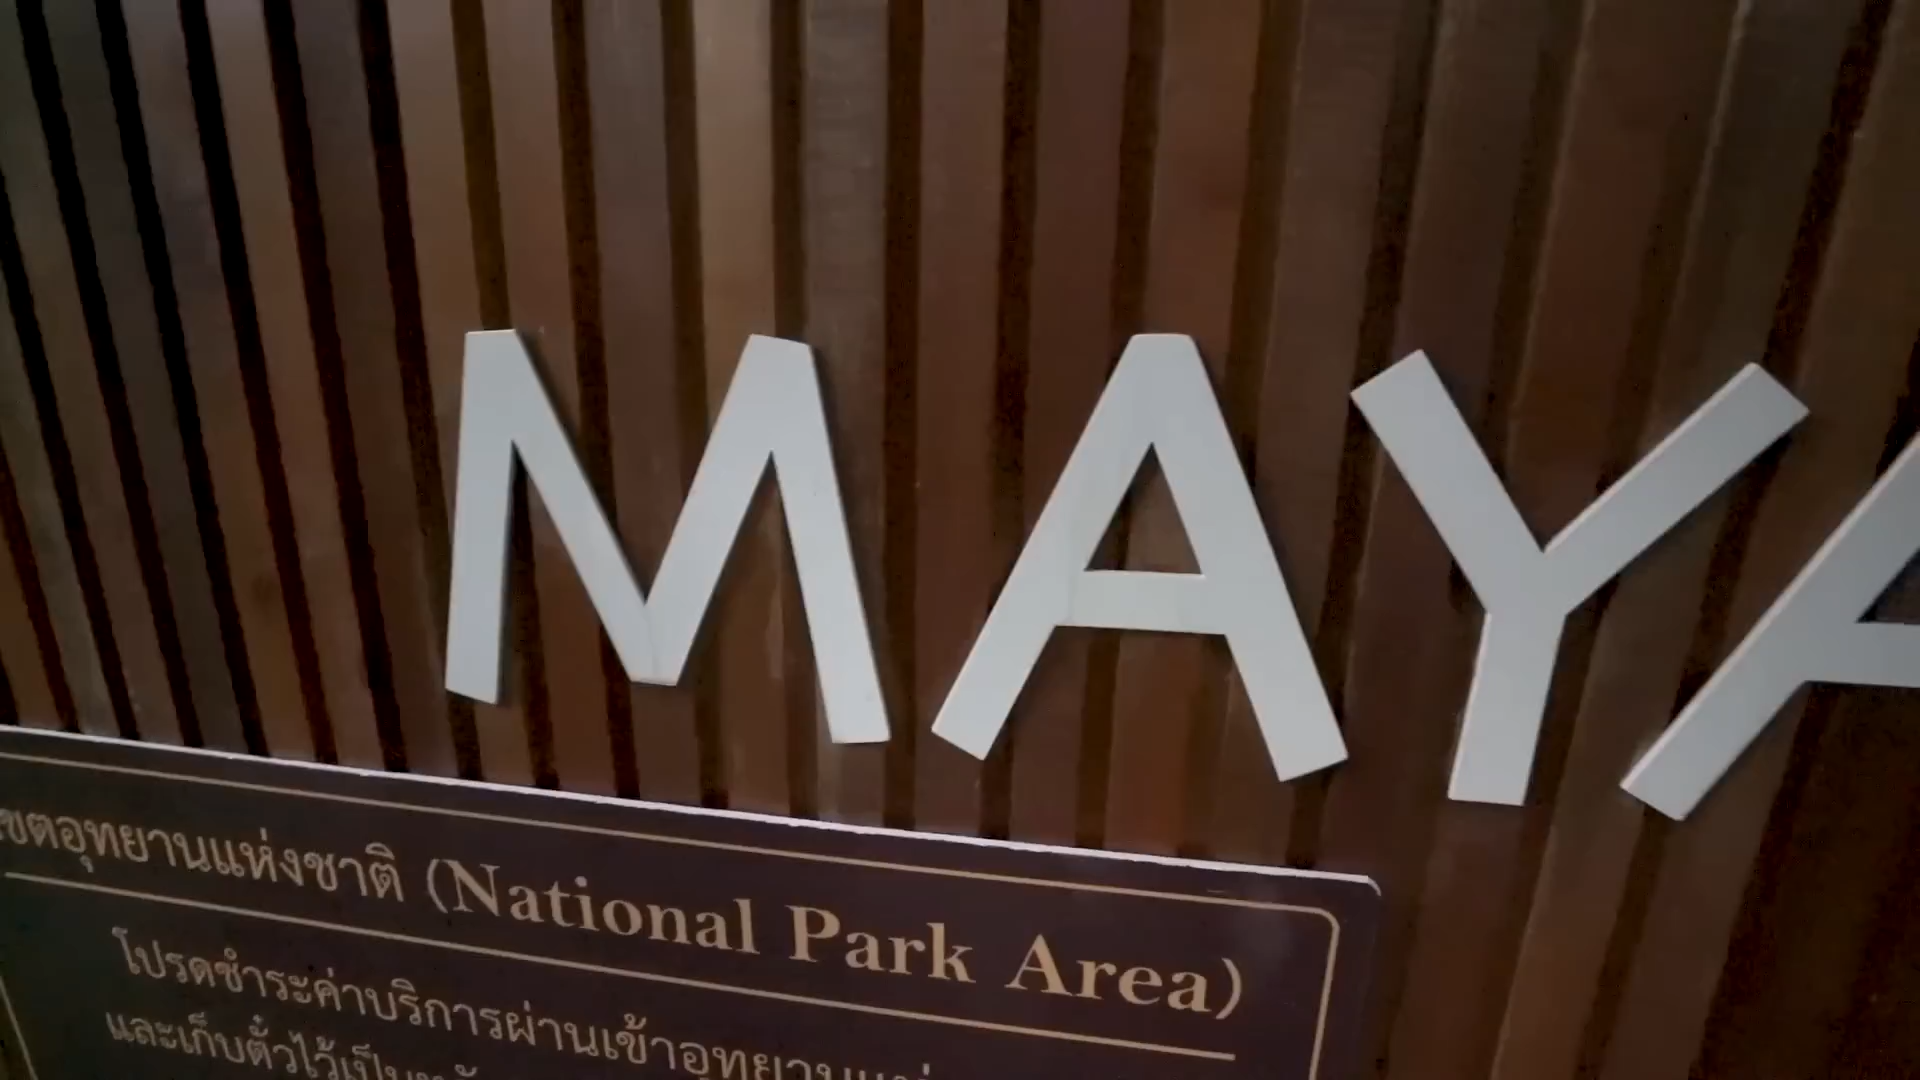 MAYA
เขตอุทยานแห่งชาติ (National Park Area)
โปรดชำระค่าบริการผ่านเข้าอุทยานแห่
และเก็บตั๋วไว้เป็น